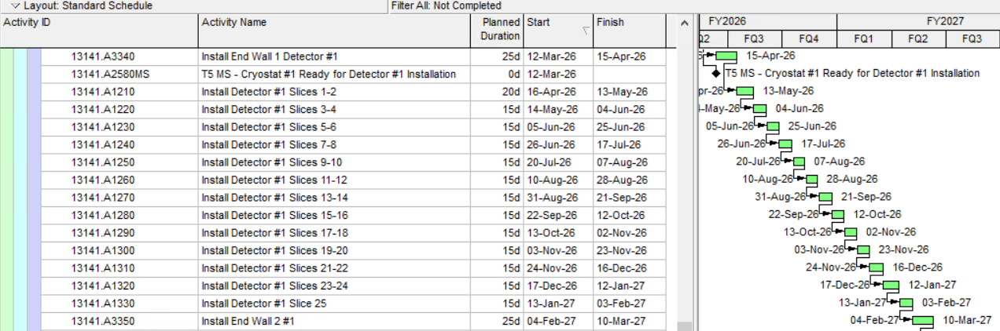 Layout: Standard Schedule Filter All: Not Completed
Activity ID Activity Name Planned Duration Start Finish FY2026 FY2027
Q2 FQ3 FQ4 FQ1 FQ2 FQ3
13141.A3340 Install End Wall 1 Detector #1 25d 12-Mar-26 15-Apr-26 15-Apr-26
13141.A2580MS T5 MS - Cryostat #1 Ready for Detector #1 Installation 0d 12-Mar-26 T5 MS - Cryostat #1 Ready for Detector #1 Installation
13141.A1210 Install Detector #1 Slices 1-2 20d 16-Apr-26 13-May-26 pr-26 13-May-26
13141.A1220 Install Detector #1 Slices 3-4 15d 14-May-26 04-Jun-26 -May-26 04-Jun-26
13141.A1230 Install Detector #1 Slices 5-6 15d 05-Jun-26 25-Jun-26 05-Jun-26 25-Jun-26
13141.A1240 Install Detector #1 Slices 7-8 15d 26-Jun-26 17-Jul-26 26-Jun-26 17-Jul-26
13141.A1250 Install Detector #1 Slices 9-10 15d 20-Jul-26 07-Aug-26 20-Jul-26 07-Aug-26
13141.A1260 Install Detector #1 Slices 11-12 15d 10-Aug-26 28-Aug-26 10-Aug-26 28-Aug-26
13141.A1270 Install Detector #1 Slices 13-14 15d 31-Aug-26 21-Sep-26 31-Aug-26 21-Sep-26
13141.A1280 Install Detector #1 Slices 15-16 15d 22-Sep-26 12-Oct-26 22-Sep-26 12-Oct-26
13141.A1290 Install Detector #1 Slices 17-18 15d 13-Oct-26 02-Nov-26 13-Oct-26 02-Nov-26
13141.A1300 Install Detector #1 Slices 19-20 15d 03-Nov-26 23-Nov-26 03-Nov-26 23-Nov-26
13141.A1310 Install Detector #1 Slices 21-22 15d 24-Nov-26 16-Dec-26 24-Nov-26 16-Dec-26
13141.A1320 Install Detector #1 Slices 23-24 15d 17-Dec-26 12-Jan-27 17-Dec-26 12-Jan-27
13141.A1330 Install Detector #1 Slice 25 15d 13-Jan-27 03-Feb-27 13-Jan-27 03-Feb-27
13141.A3350 Install End Wall 2 #1 25d 04-Feb-27 10-Mar-27 04-Feb-27 10-Mar-27